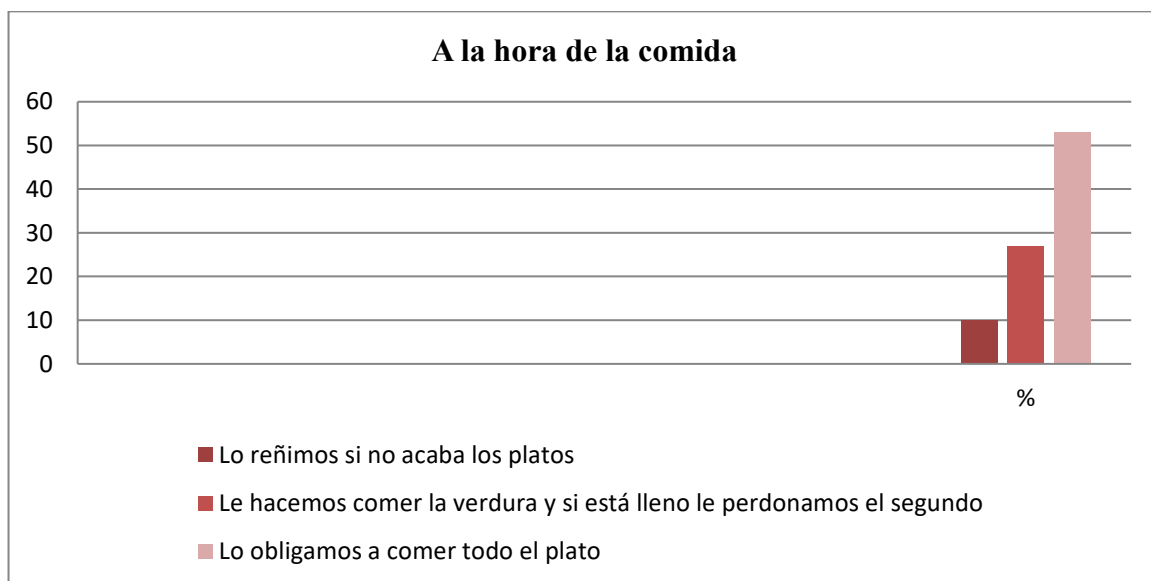 A la hora de la comida
60
50
40
30
20
10
0
%
Lo reñimos si no acaba los platos
Le hacemos comer la verdura y si está lleno le perdonamos el segundo
Lo obligamos a comer todo el plato